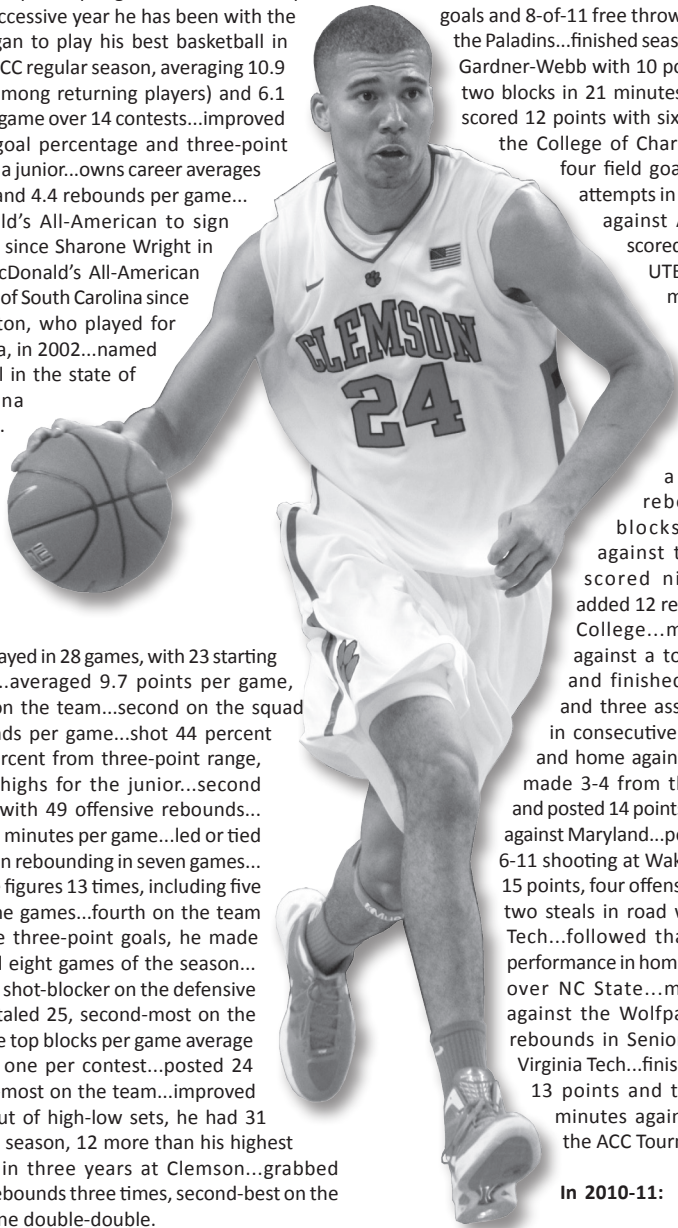 ccessive year he has been with the
gan to play his best basketball in
CC regular season, averaging 10.9
among returning players) and 6.1
game over 14 contests...improved
goal percentage and three-point
a junior...owns career averages
and 4.4 rebounds per game...
ld's All-American to sign
since Sharone Wright in
cDonald's All-American
of South Carolina since
ton, who played for
a, in 2002...named
l in the state of
na
.
ayed in 28 games, with 23 starting
...averaged 9.7 points per game,
on the team...second on the squad
nds per game...shot 44 percent
ercent from three-point range,
highs for the junior...second
with 49 offensive rebounds...
minutes per game...led or tied
n rebounding in seven games...
figures 13 times, including five
me games...fourth on the team
e three-point goals, he made
l eight games of the season...
shot-blocker on the defensive
taled 25, second-most on the
e top blocks per game average
one per contest...posted 24
most on the team...improved
ut of high-low sets, he had 31
season, 12 more than his highest
in three years at Clemson...grabbed
ebounds three times, second-best on the
me double-double.
CLEMSON
24
goals and 8-of-11 free throw
the Paladins...finished seas
Gardner-Webb with 10 po
two blocks in 21 minutes
scored 12 points with six
the College of Char
four field goa
attempts in
against A
scored
UTE
m
a
rebo
blocks
against t
scored ni
added 12 re
College...m
against a to
and finished
and three ass
in consecutive
and home again
made 3-4 from th
and posted 14 points
against Maryland...po
6-11 shooting at Wak
15 points, four offens
two steals in road w
Tech...followed tha
performance in home
over NC State...m
against the Wolfpa
rebounds in Senior
Virginia Tech...finis
13 points and t
minutes again
the ACC Tourn
In 2010-11: